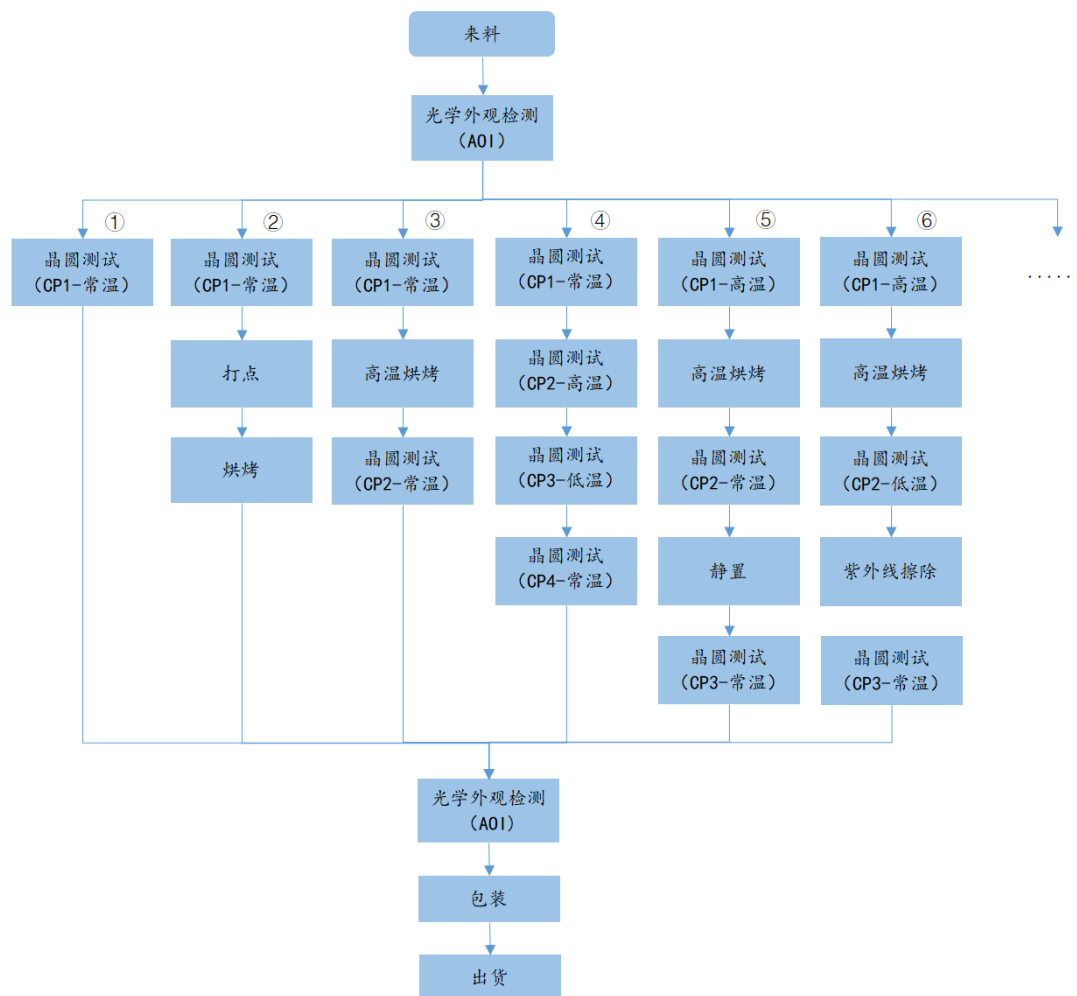 来料
光学外观检测
（AOI）
①
②
③
④
⑤
⑥
晶圆测试
（CP1-常温）
晶圆测试
（CP1-常温）
晶圆测试
（CP1-常温）
晶圆测试
（CP1-常温）
晶圆测试
（CP1-高温）
晶圆测试
（CP1-高温）
......
打点
高温烘烤
晶圆测试
（CP2-高温）
高温烘烤
高温烘烤
烘烤
晶圆测试
（CP2-常温）
晶圆测试
（CP3-低温）
晶圆测试
（CP2-常温）
晶圆测试
（CP2-低温）
晶圆测试
（CP4-常温）
静置
紫外线擦除
晶圆测试
（CP3-常温）
晶圆测试
（CP3-常温）
光学外观检测
（AOI）
包装
出货